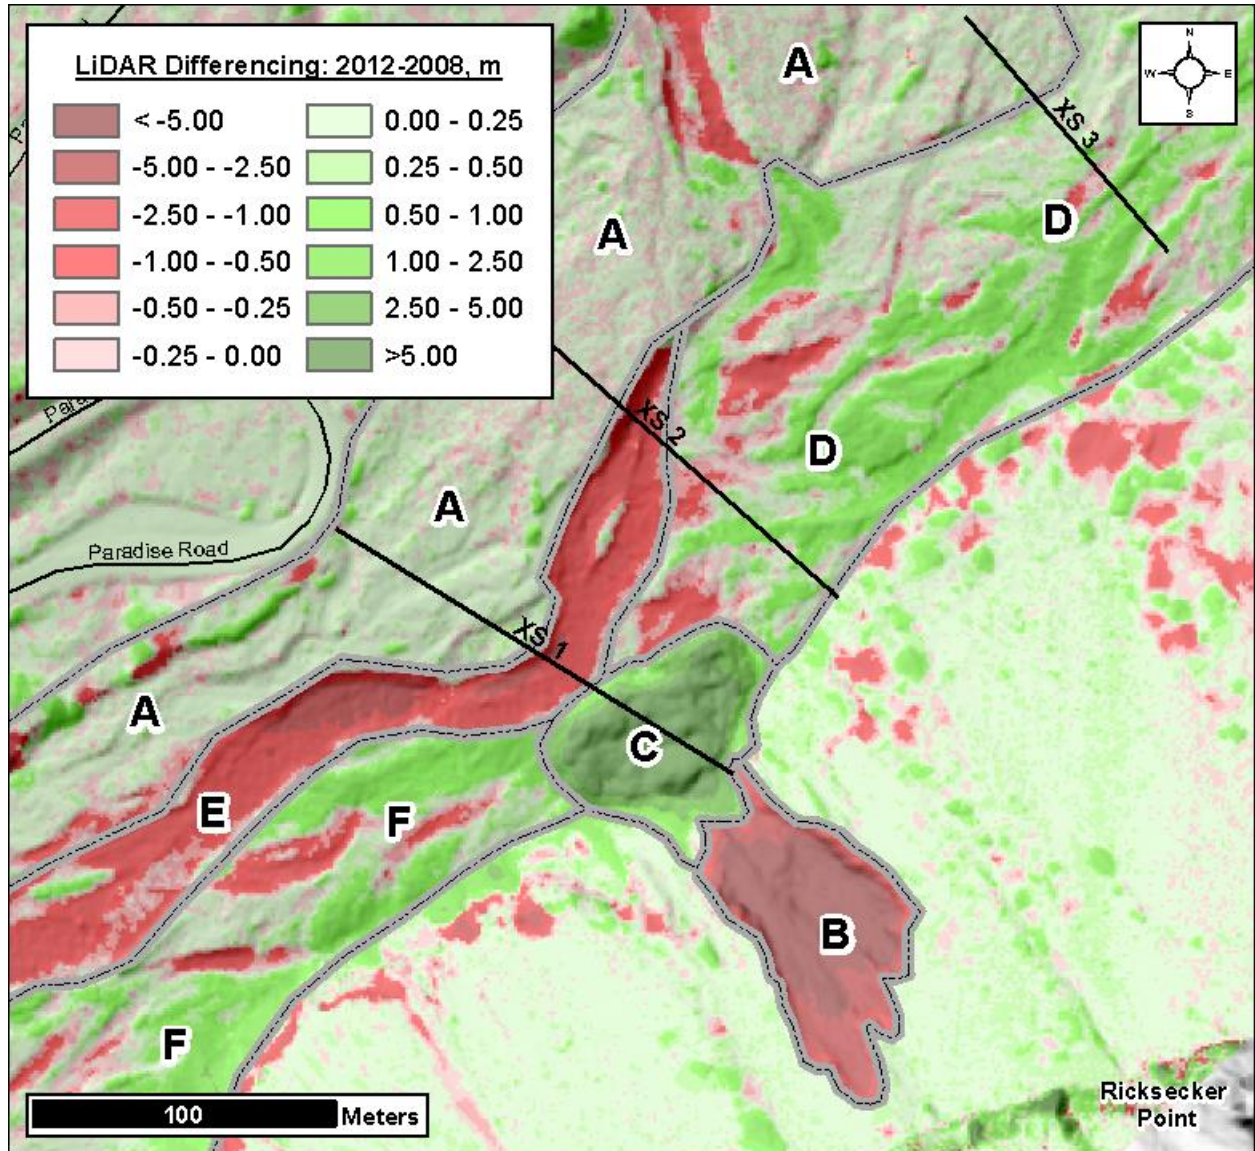 LiDAR Differencing: 2012-2008, m
< -5.00
0.00 - 0.25
-5.00 - -2.50
0.25 - 0.50
-2.50 - -1.00
0.50 - 1.00
-1.00 - -0.50
1.00 - 2.50
-0.50 - -0.25
2.50 - 5.00
-0.25 - 0.00
>5.00
A
N
W
E
S
XS 3
A
D
XS 2
D
A
Paradise Road
XS 1
A
C
E
F
B
F
Ricksecker
Point
100
Meters